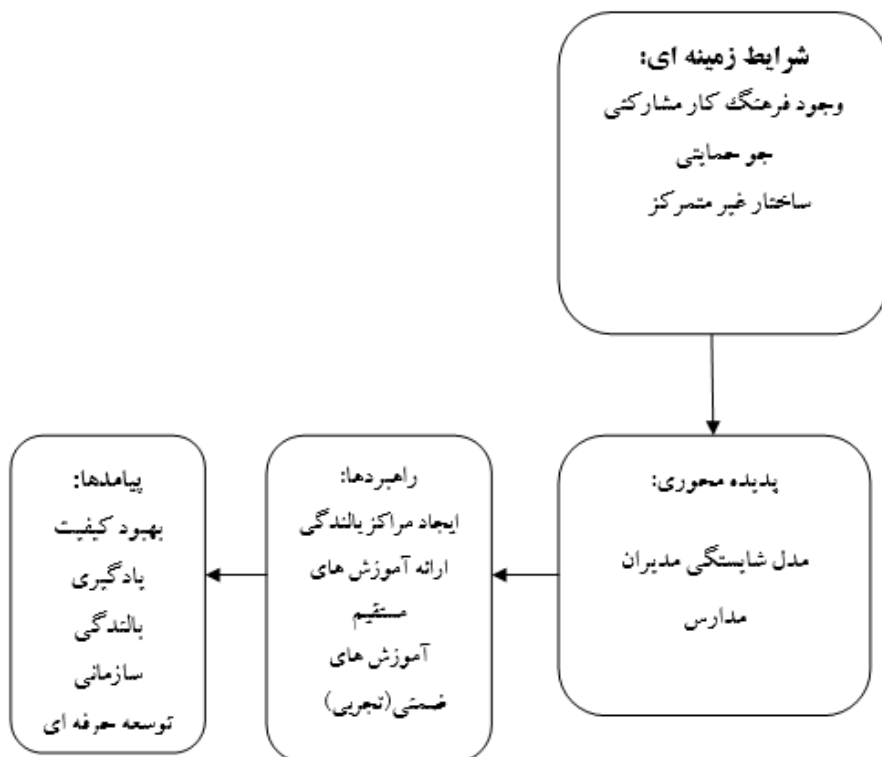 شرایط زمینه ای:
وجود فرهنگ کار مشارکتی
جو حمایتی
ساختار غیر متمرکز
پدیده محوری:
مدل شایستگی مدیران
مدارس
راهبردها:
ایجاد مراکز بالندگی
ارائه آموزش های
مستقیم
آموزش های
ضمنی(تجربی)
پیامدها:
بهبود کیفیت
یادگیری
بالندگی
سازمانی
توسعه حرفه ای